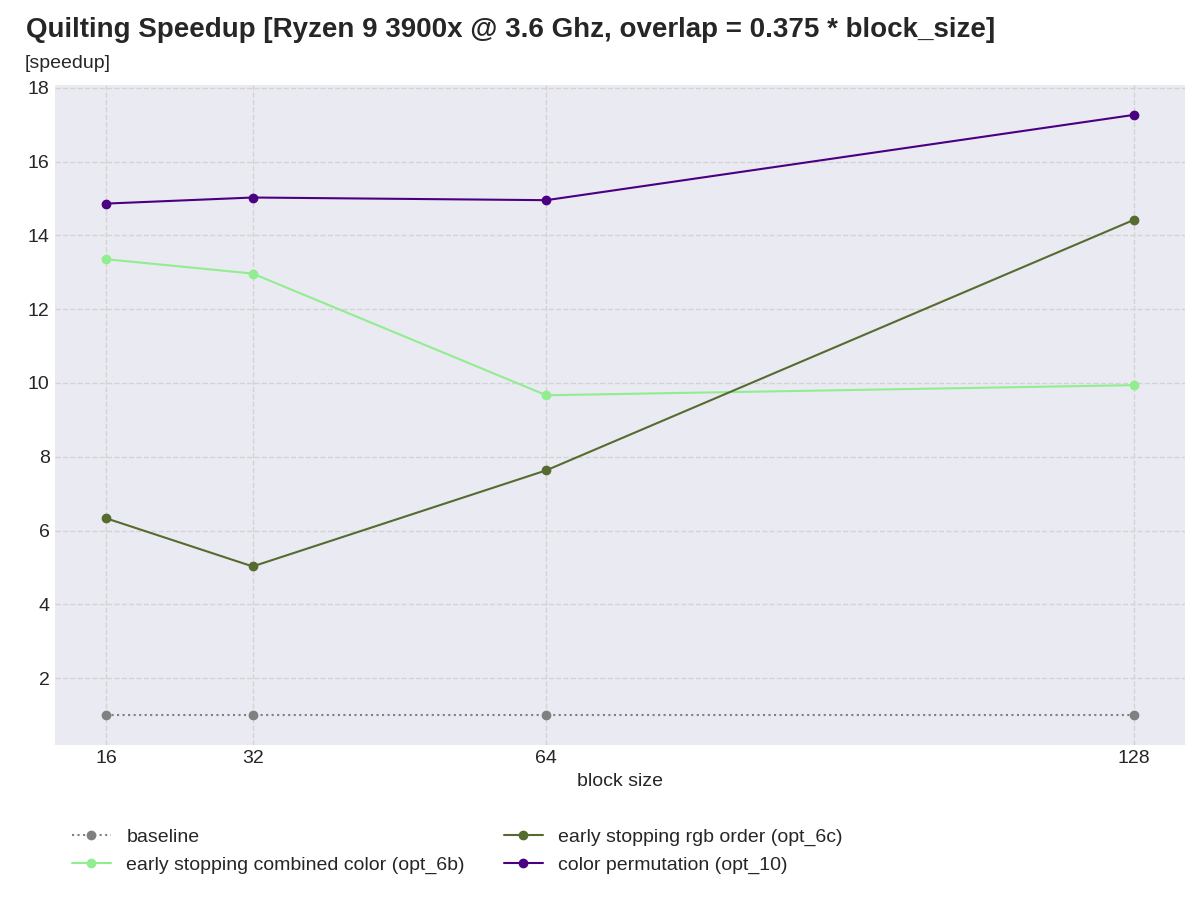 Quilting Speedup [Ryzen 9 3900x @ 3.6 Ghz, overlap = 0.375 * block_size]
[speedup]
18
16
14
12
10
8
6
4
2
16 32 64 128
block size
baseline
early stopping combined color (opt_6b)
early stopping rgb order (opt_6c)
color permutation (opt_10)